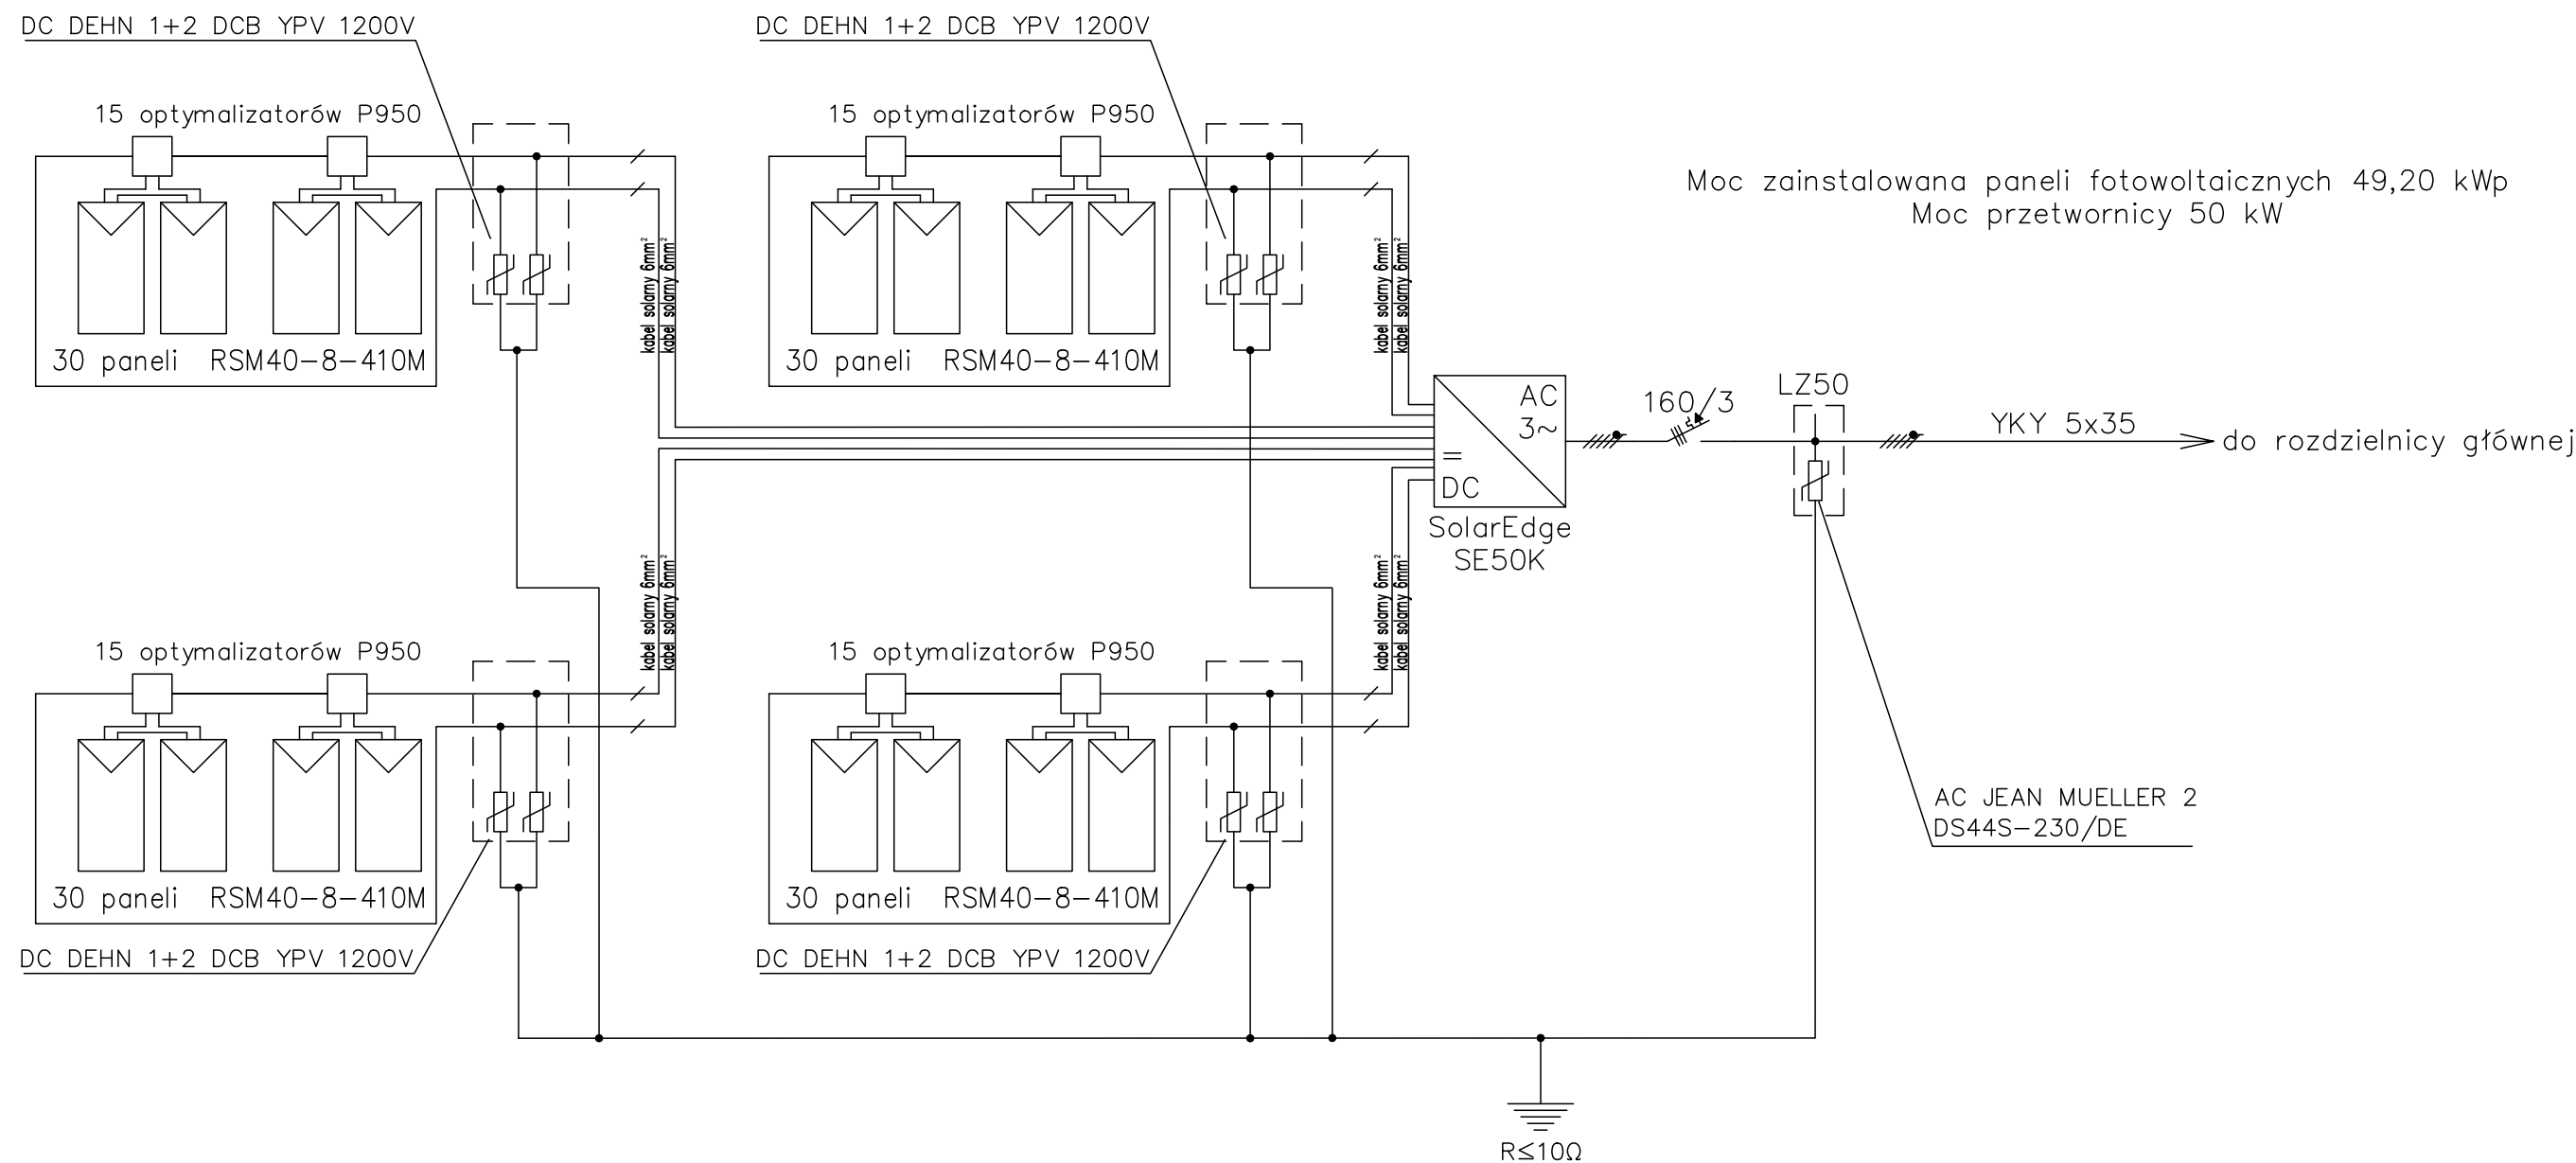 DC DEHN 1+2 DCB YPV 1200V
DC DEHN 1+2 DCB YPV 1200V
15 optymalizatorów P950
15 optymalizatorów P950
Moc zainstalowana paneli fotowoltaicznych 49,20 kWp
Moc przetwornicy 50 kW
kabel solarny 6mm²
kabel solarny 6mm²
kabel solarny 6mm²
kabel solarny 6mm²
30 paneli RSM40-8-410M
30 paneli RSM40-8-410M
AC
3~
=
DC
SolarEdge
SE50K
160/3
LZ50
YKY 5x35
do rozdzielnicy głównej
kabel solarny 6mm²
kabel solarny 6mm²
kabel solarny 6mm²
kabel solarny 6mm²
15 optymalizatorów P950
15 optymalizatorów P950
30 paneli RSM40-8-410M
30 paneli RSM40-8-410M
AC JEAN MUELLER 2
DS44S-230/DE
DC DEHN 1+2 DCB YPV 1200V
DC DEHN 1+2 DCB YPV 1200V
R≤10Ω